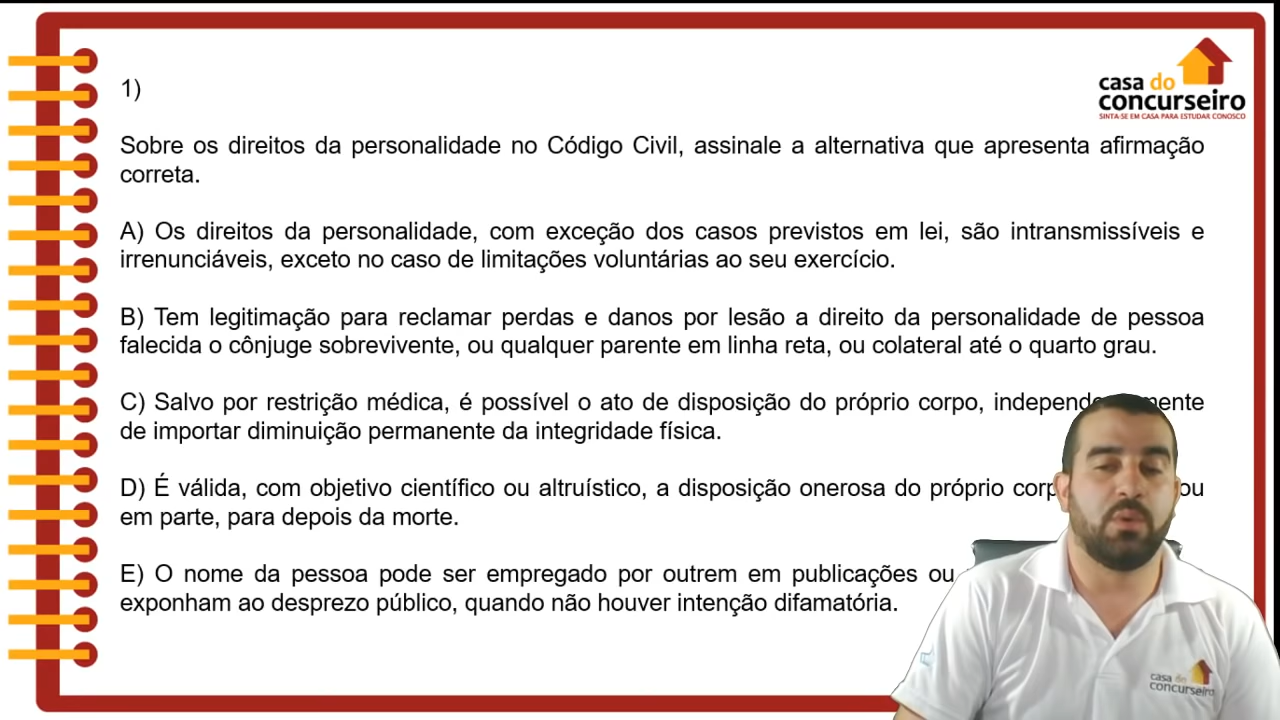 casa do
concurseiro
SINTA-SE EM CASA PARA ESTUDAR CONOSCO
1)
Sobre os direitos da personalidade no Código Civil, assinale a alternativa que apresenta afirmação
correta.
A) Os direitos da personalidade, com exceção dos casos previstos em lei, são intransmissíveis e
irrenunciáveis, exceto no caso de limitações voluntárias ao seu exercício.
B) Tem legitimação para reclamar perdas e danos por lesão a direito da personalidade de pessoa
falecida o cônjuge sobrevivente, ou qualquer parente em linha reta, ou colateral até o quarto grau.
C) Salvo por restrição médica, é possível o ato de disposição do próprio corpo,
de importar diminuição permanente da integridade física.
D) É válida, com objetivo científico ou altruístico, a disposição onerosa do próprio ou
em parte, para depois da morte.
E) O nome da pessoa pode ser empregado por outrem em publicações ou
exponham ao desprezo público, quando não houver intenção difamatória.
casa do
concurseiro